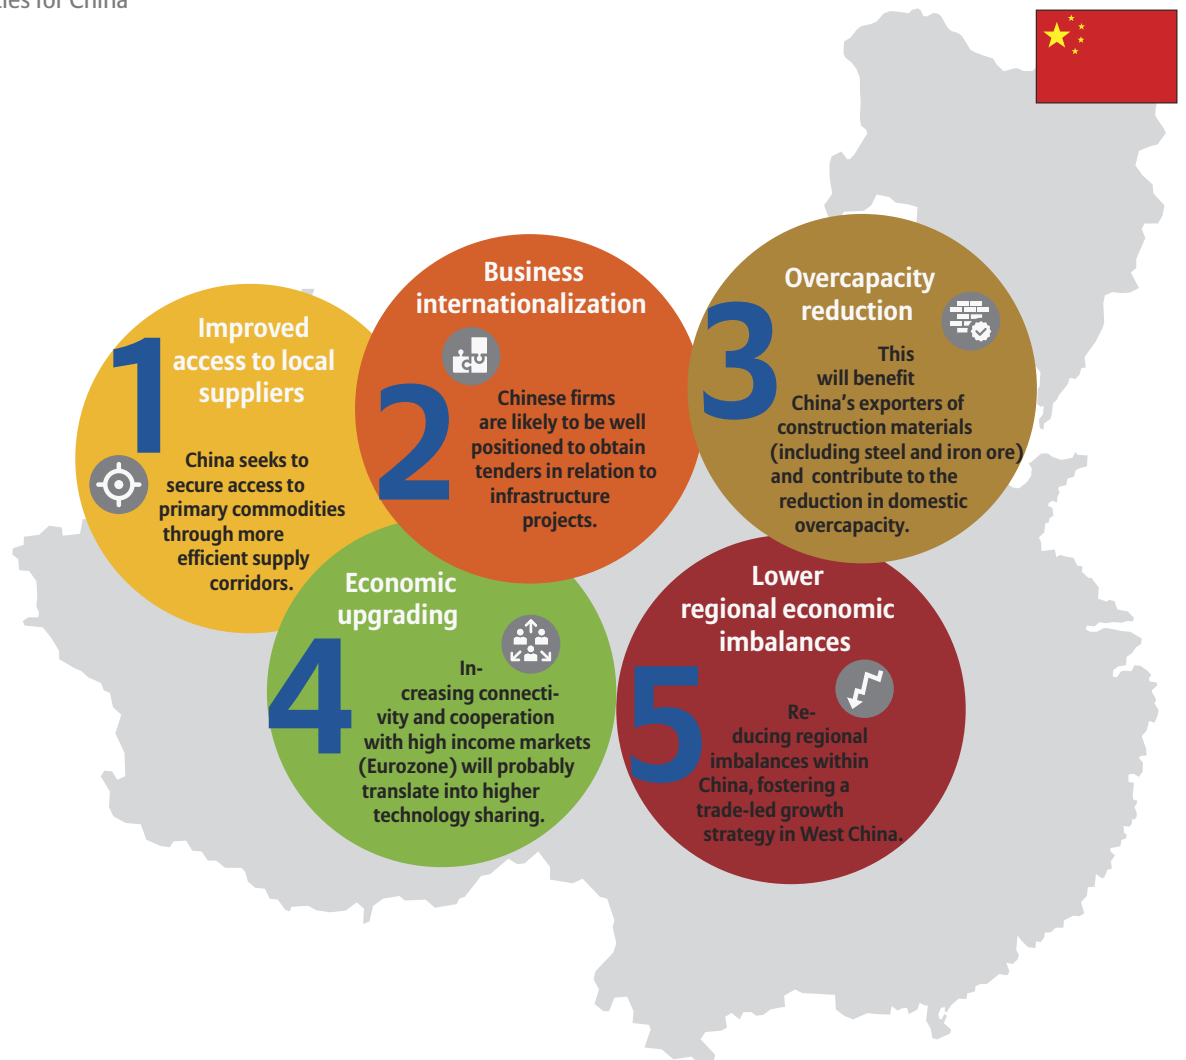 for China
1
Improved
access to local
suppliers
China seeks to
secure access to
primary commodities
through more
efficient supply
corridors.
2
Business
internationalization
Chinese firms
are likely to be well
positioned to obtain
tenders in relation to
infrastructure
projects.
3
Overcapacity
reduction
This
will benefit
China's exporters of
construction materials
(including steel and iron ore)
and contribute to the
reduction in domestic
overcapacity.
4
Economic
upgrading
In-
creasing connecti-
vity and cooperation
with high income markets
(Eurozone) will probably
translate into higher
technology sharing.
5
Lower
regional economic
imbalances
Re-
ducing regional
imbalances within
China, fostering a
trade-led growth
strategy in West China.